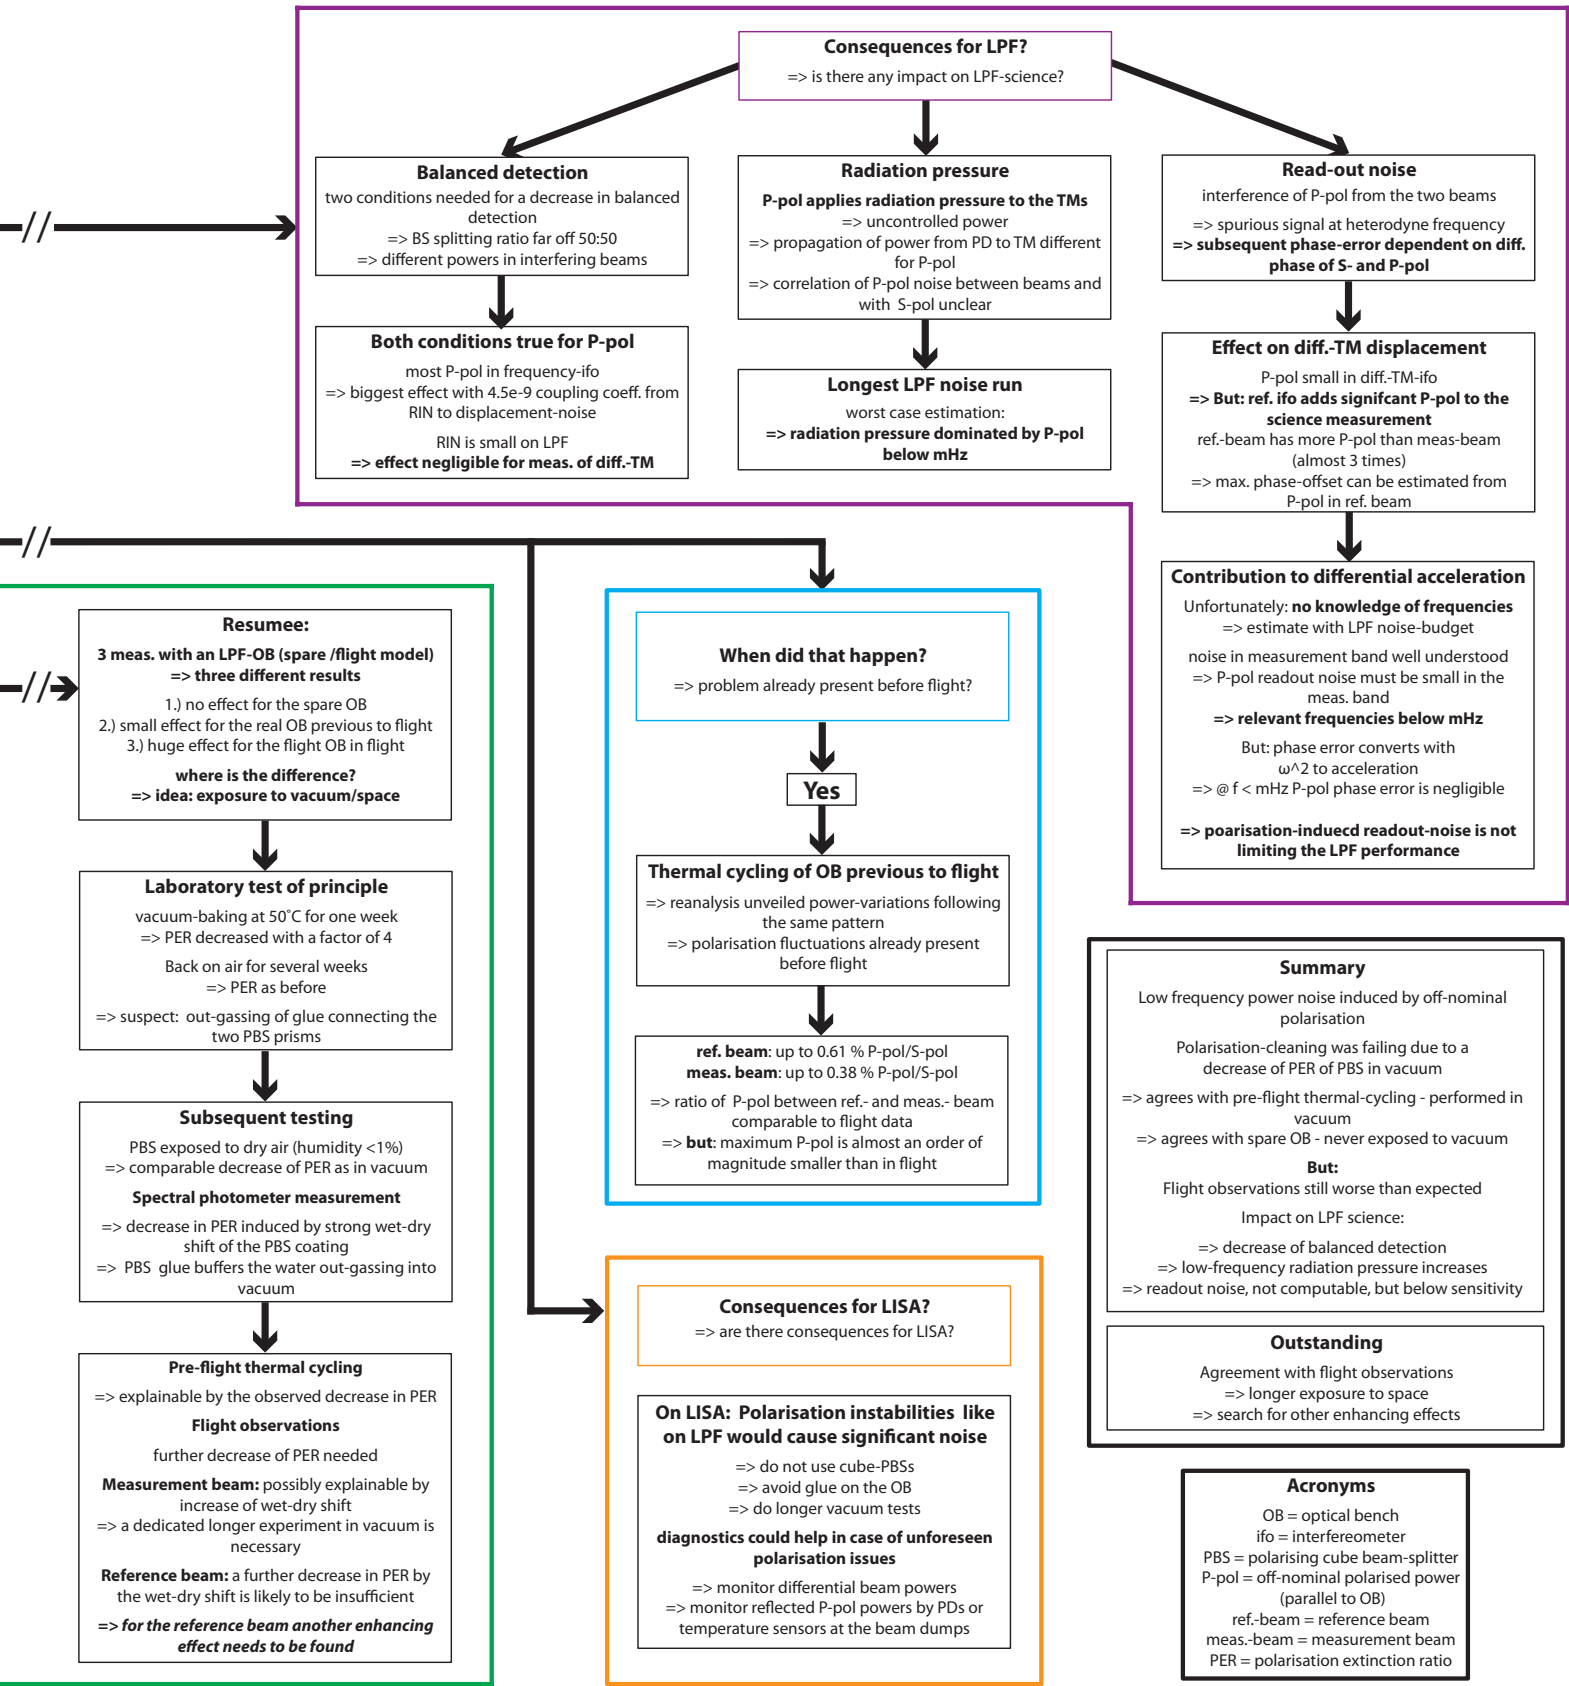 Consequences for LPF?
=> is there any impact on LPF-science?
Balanced detection
two conditions needed for a decrease in balanced
detection
=> BS splitting ratio far off 50:50
=> different powers in interfering beams
Both conditions true for P-pol
most P-pol in frequency-ifo
=> biggest effect with 4.5e-9 coupling coeff. from
RIN to displacement-noise
RIN is small on LPF
=> effect negligible for meas. of diff.-TM
Radiation pressure
P-pol applies radiation pressure to the TMs
=> uncontrolled power
=> propagation of power from PD to TM different
for P-pol
=> correlation of P-pol noise between beams and
with S-pol unclear
Longest LPF noise run
worst case estimation:
=> radiation pressure dominated by P-pol
below mHz
Read-out noise
interference of P-pol from the two beams
=> spurious signal at heterodyne frequency
=> subsequent phase-error dependent on diff.
phase of S- and P-pol
Effect on diff.-TM displacement
P-pol small in diff.-TM-ifo
=> But: ref. ifo adds signifcant P-pol to the
science measurement
ref.-beam has more P-pol than meas-beam
(almost 3 times)
=> max. phase-offset can be estimated from
P-pol in ref. beam
Contribution to differential acceleration
Unfortunately: no knowledge of frequencies
=> estimate with LPF noise-budget
noise in measurement band well understood
=> P-pol readout noise must be small in the
meas. band
=> relevant frequencies below mHz
But: phase error converts with
ω^2 to acceleration
=> @ f < mHz P-pol phase error is negligible
=> poarisation-induecd readout-noise is not
limiting the LPF performance
Resumee:
3 meas. with an LPF-OB (spare /flight model)
=> three different results
1.) no effect for the spare OB
2.) small effect for the real OB previous to flight
3.) huge effect for the flight OB in flight
where is the difference?
=> idea: exposure to vacuum/space
Laboratory test of principle
vacuum-baking at 50˚C for one week
=> PER decreased with a factor of 4
Back on air for several weeks
=> PER as before
=> suspect: out-gassing of glue connecting the
two PBS prisms
Subsequent testing
PBS exposed to dry air (humidity <1%)
=> comparable decrease of PER as in vacuum
Spectral photometer measurement
=> decrease in PER induced by strong wet-dry
shift of the PBS coating
=> PBS glue buffers the water out-gassing into
vacuum
Pre-flight thermal cycling
=> explainable by the observed decrease in PER
Flight observations
further decrease of PER needed
Measurement beam: possibly explainable by
increase of wet-dry shift
=> a dedicated longer experiment in vacuum is
necessary
Reference beam: a further decrease in PER by
the wet-dry shift is likely to be insufficient
=> for the reference beam another enhancing
effect needs to be found
When did that happen?
=> problem already present before flight?
Yes
Thermal cycling of OB previous to flight
=> reanalysis unveiled power-variations following
the same pattern
=> polarisation fluctuations already present
before flight
ref. beam: up to 0.61 % P-pol/S-pol
meas. beam: up to 0.38 % P-pol/S-pol
=> ratio of P-pol between ref.- and meas.- beam
comparable to flight data
=> but: maximum P-pol is almost an order of
magnitude smaller than in flight
Consequences for LISA?
=> are there consequences for LISA?
On LISA: Polarisation instabilities like
on LPF would cause significant noise
=> do not use cube-PBSs
=> avoid glue on the OB
=> do longer vacuum tests
diagnostics could help in case of unforeseen
polarisation issues
=> monitor differential beam powers
=> monitor reflected P-pol powers by PDs or
temperature sensors at the beam dumps
Summary
Low frequency power noise induced by off-nominal
polarisation
Polarisation-cleaning was failing due to a
decrease of PER of PBS in vacuum
=> agrees with pre-flight thermal-cycling - performed in
vacuum
=> agrees with spare OB - never exposed to vacuum
But:
Flight observations still worse than expected
Impact on LPF science:
=> decrease of balanced detection
=> low-frequency radiation pressure increases
=> readout noise, not computable, but below sensitivity
Outstanding
Agreement with flight observations
=> longer exposure to space
=> search for other enhancing effects
Acronyms
OB = optical bench
ifo = interfereometer
PBS = polarising cube beam-splitter
P-pol = off-nominal polarised power
(parallel to OB)
ref.-beam = reference beam
meas.-beam = measurement beam
PER = polarisation extinction ratio